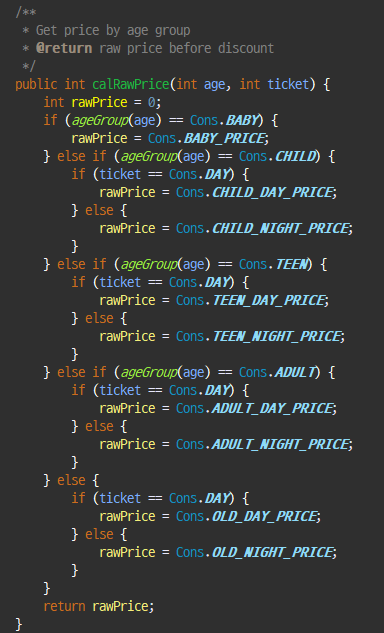 /**
 * Get price by age group
 * @return raw price before discount
 */
public int calRawPrice(int age, int ticket) {
    int rawPrice = 0;
    if (ageGroup(age) == Cons.BABY) {
        rawPrice = Cons.BABY_PRICE;
    } else if (ageGroup(age) == Cons.CHILD) {
        if (ticket == Cons.DAY) {
            rawPrice = Cons.CHILD_DAY_PRICE;
        } else {
            rawPrice = Cons.CHILD_NIGHT_PRICE;
        }
    } else if (ageGroup(age) == Cons.TEEN) {
        if (ticket == Cons.DAY) {
            rawPrice = Cons.TEEN_DAY_PRICE;
        } else {
            rawPrice = Cons.TEEN_NIGHT_PRICE;
        }
    } else if (ageGroup(age) == Cons.ADULT) {
        if (ticket == Cons.DAY) {
            rawPrice = Cons.ADULT_DAY_PRICE;
        } else {
            rawPrice = Cons.ADULT_NIGHT_PRICE;
        }
    } else {
        if (ticket == Cons.DAY) {
            rawPrice = Cons.OLD_DAY_PRICE;
        } else {
            rawPrice = Cons.OLD_NIGHT_PRICE;
        }
    }
    return rawPrice;
}